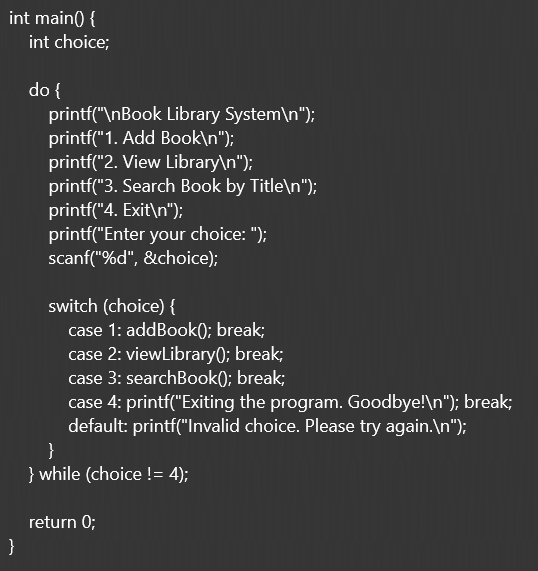 int main() {
int choice;
do {
printf("\nBook Library System\n");
printf("1. Add Book\n");
printf("2. View Library\n");
printf("3. Search Book by Title\n");
printf("4. Exit\n");
printf("Enter your choice: ");
scanf("%d", &choice);
switch (choice) {
case 1: addBook(); break;
case 2: viewLibrary(); break;
case 3: searchBook(); break;
case 4: printf("Exiting the program. Goodbye!\n"); break;
default: printf("Invalid choice. Please try again.\n");
}
} while (choice != 4);
return 0;
}